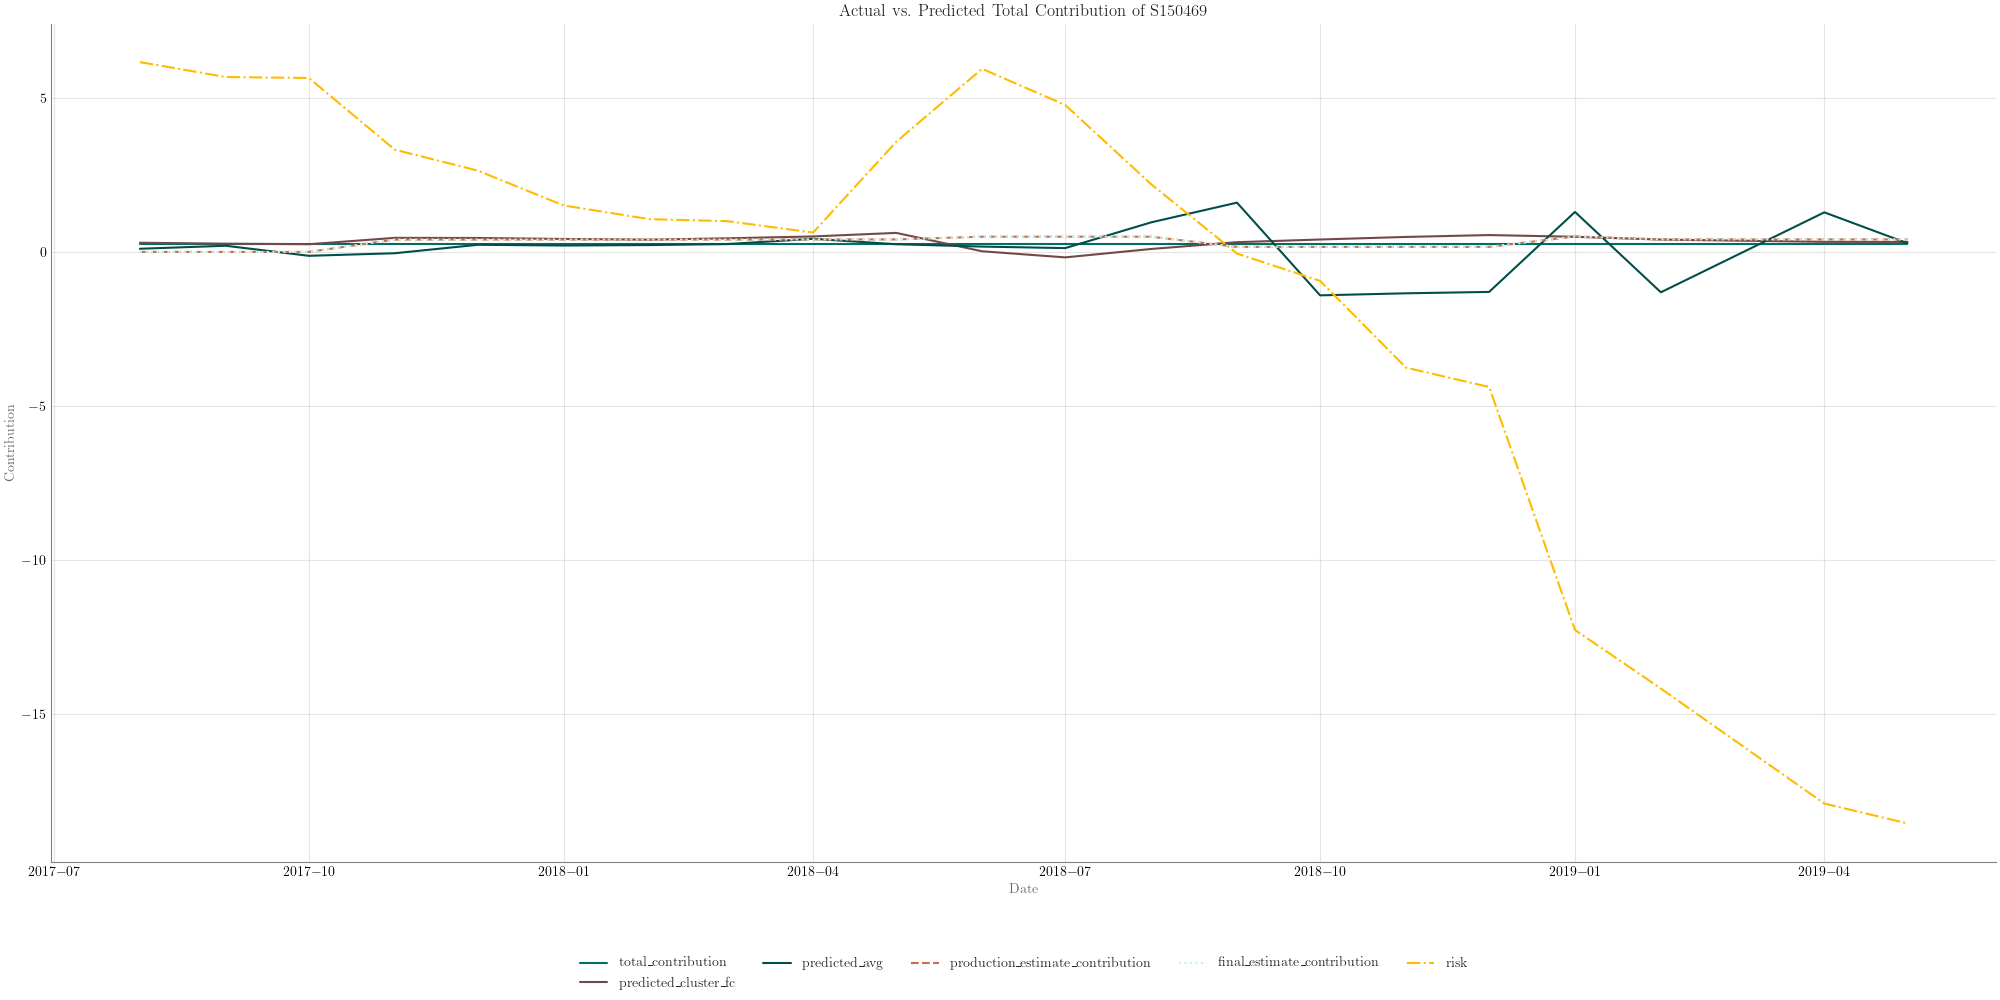 Actual vs. Predicted Total Contribution of S150469
5
0
−5
−10
−15
Contribution
2017−07 2017−10 2018−01 2018−04 2018−07 2018−10 2019−01 2019−04
Date
total_contribution predicted_avg production_estimate_contribution final_estimate_contribution risk
predicted_cluster_fc